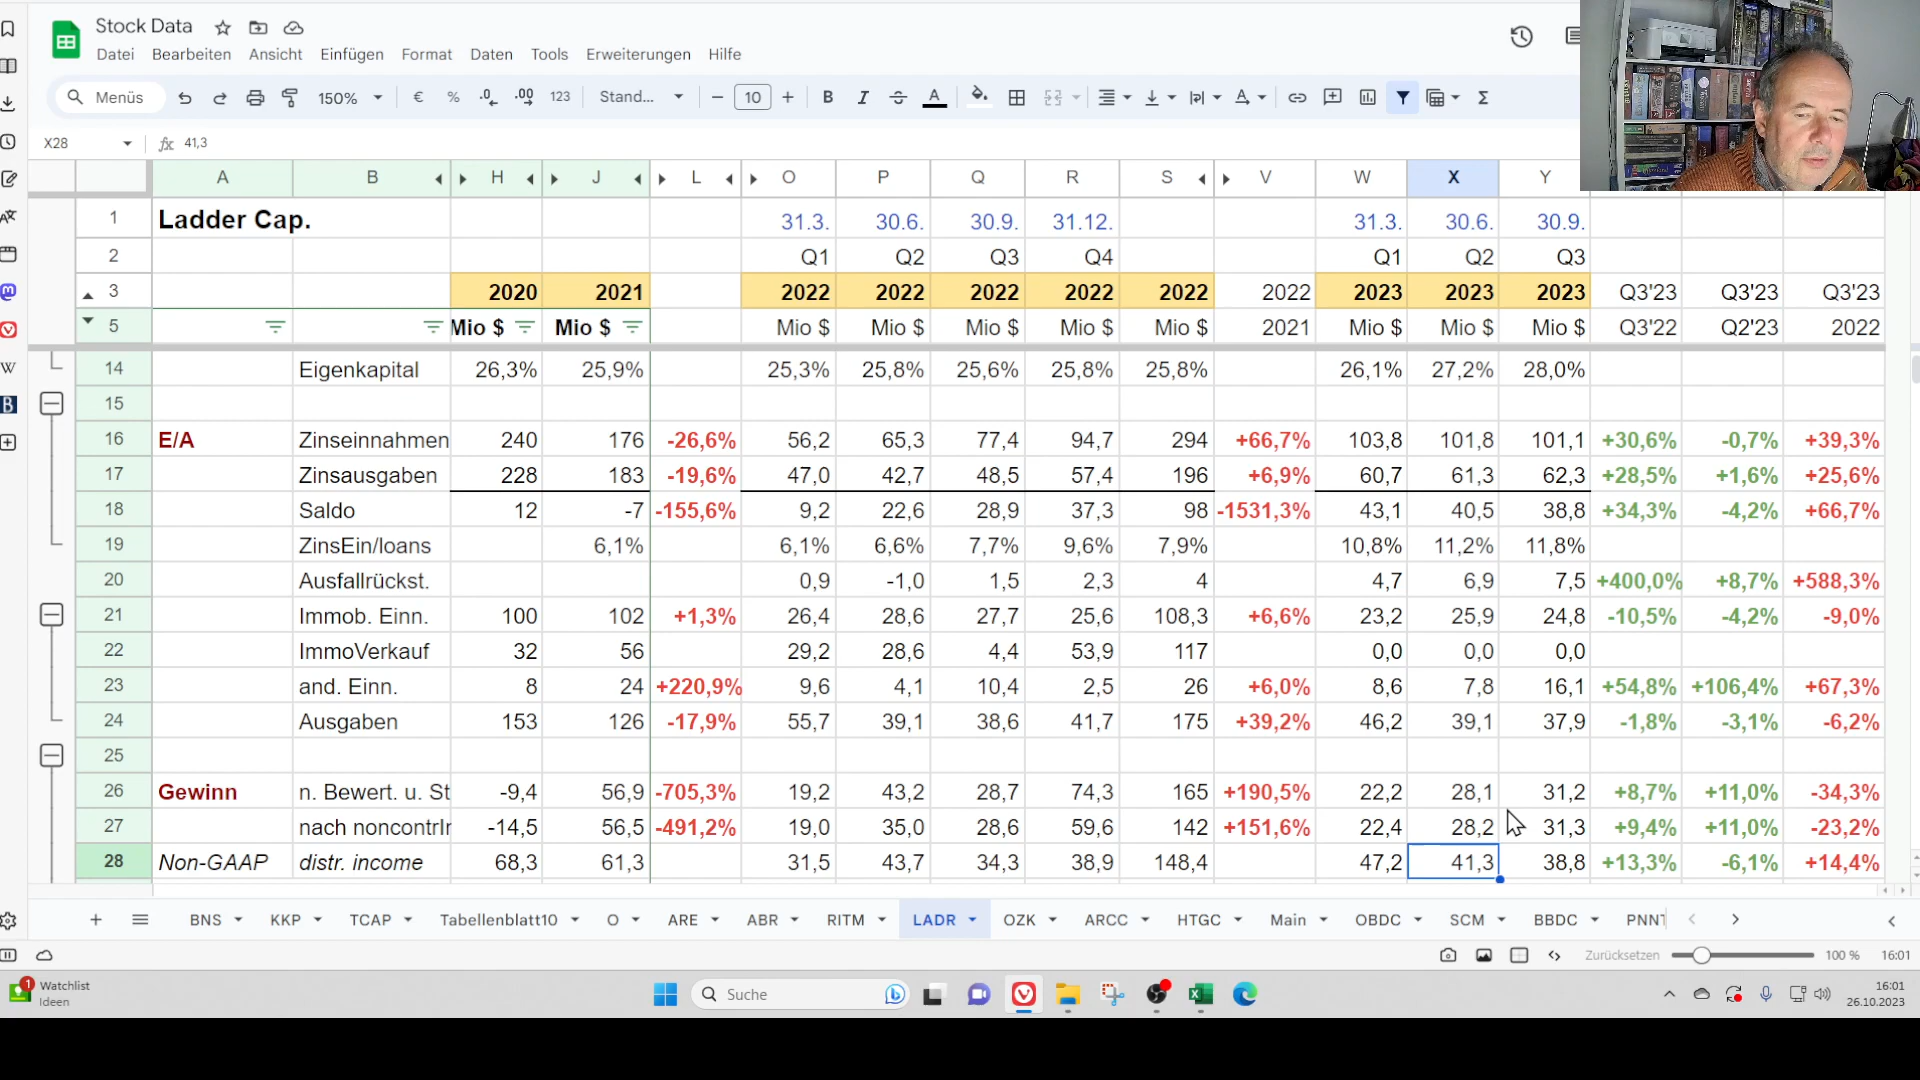 Stock Data
Datei Bearbeiten Ansicht Einfügen Format Daten Tools Erweiterungen Hilfe
Menüs 150% € % .0 .00 123 Stand... 10 B I A Σ
X28 fx 41,3
A B H J L O P Q R S V W X Y
1 Ladder Cap. 31.3. 30.6. 30.9. 31.12. 31.3. 30.6. 30.9.
2 Q1 Q2 Q3 Q4 Q1 Q2 Q3
3 2020 2021 2022 2022 2022 2022 2022 2022 2023 2023 2023 Q3'23 Q3'23 Q3'23
5 Mio $ Mio $ Mio $ Mio $ Mio $ Mio $ Mio $ 2021 Mio $ Mio $ Mio $ Q3'22 Q2'23 2022
14 Eigenkapital 26,3% 25,9% 25,3% 25,8% 25,6% 25,8% 25,8% 26,1% 27,2% 28,0%
15
16 E/A Zinseinnahmen 240 176 -26,6% 56,2 65,3 77,4 94,7 294 +66,7% 103,8 101,8 101,1 +30,6% -0,7% +39,3%
17 Zinsausgaben 228 183 -19,6% 47,0 42,7 48,5 57,4 196 +6,9% 60,7 61,3 62,3 +28,5% +1,6% +25,6%
18 Saldo 12 -7 -155,6% 9,2 22,6 28,9 37,3 98 -1531,3% 43,1 40,5 38,8 +34,3% -4,2% +66,7%
19 ZinsEin/loans 6,1% 6,1% 6,6% 7,7% 9,6% 7,9% 10,8% 11,2% 11,8%
20 Ausfallrückst. 0,9 -1,0 1,5 2,3 4 4,7 6,9 7,5 +400,0% +8,7% +588,3%
21 Immob. Einn. 100 102 +1,3% 26,4 28,6 27,7 25,6 108,3 +6,6% 23,2 25,9 24,8 -10,5% -4,2% -9,0%
22 ImmoVerkauf 32 56 29,2 28,6 4,4 53,9 117 0,0 0,0 0,0
23 and. Einn. 8 24 +220,9% 9,6 4,1 10,4 2,5 26 +6,0% 8,6 7,8 16,1 +54,8% +106,4% +67,3%
24 Ausgaben 153 126 -17,9% 55,7 39,1 38,6 41,7 175 +39,2% 46,2 39,1 37,9 -1,8% -3,1% -6,2%
25
26 Gewinn n. Bewert. u. St -9,4 56,9 -705,3% 19,2 43,2 28,7 74,3 165 +190,5% 22,2 28,1 31,2 +8,7% +11,0% -34,3%
27 nach noncontrIn -14,5 56,5 -491,2% 19,0 35,0 28,6 59,6 142 +151,6% 22,4 28,2 31,3 +9,4% +11,0% -23,2%
28 Non-GAAP distr. income 68,3 61,3 31,5 43,7 34,3 38,9 148,4 47,2 41,3 38,8 +13,3% -6,1% +14,4%
BNS KKP TCAP Tabellenblatt10 O ARE ABR RITM LADR OZK ARCC HTGC Main OBDC SCM BBDC PNNT
Zurücksetzen 100 % 16:01
1 Watchlist
Ideen
Suche
16:01
26.10.2023